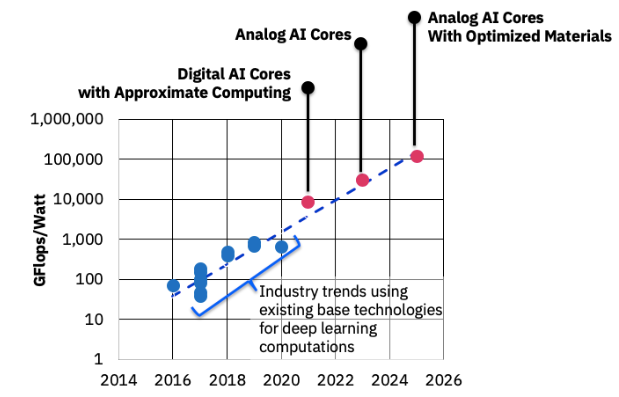 Analog AI Cores
With Optimized Materials
Analog AI Cores
Digital AI Cores
with Approximate Computing
GFlops/Watt
1,000,000
100,000
10,000
1,000
100
10
1
Industry trends using
existing base technologies
for deep learning
computations
2014 2016 2018 2020 2022 2024 2026